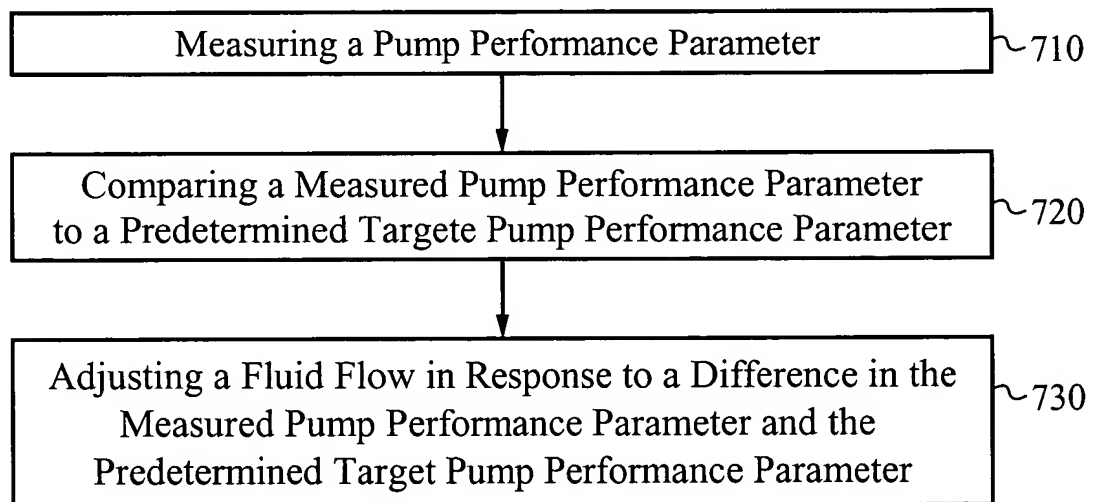 Measuring a Pump Performance Parameter
710
Comparing a Measured Pump Performance Parameter
to a Predetermined Targete Pump Performance Parameter
720
Adjusting a Fluid Flow in Response to a Difference in the
Measured Pump Performance Parameter and the
Predetermined Target Pump Performance Parameter
730